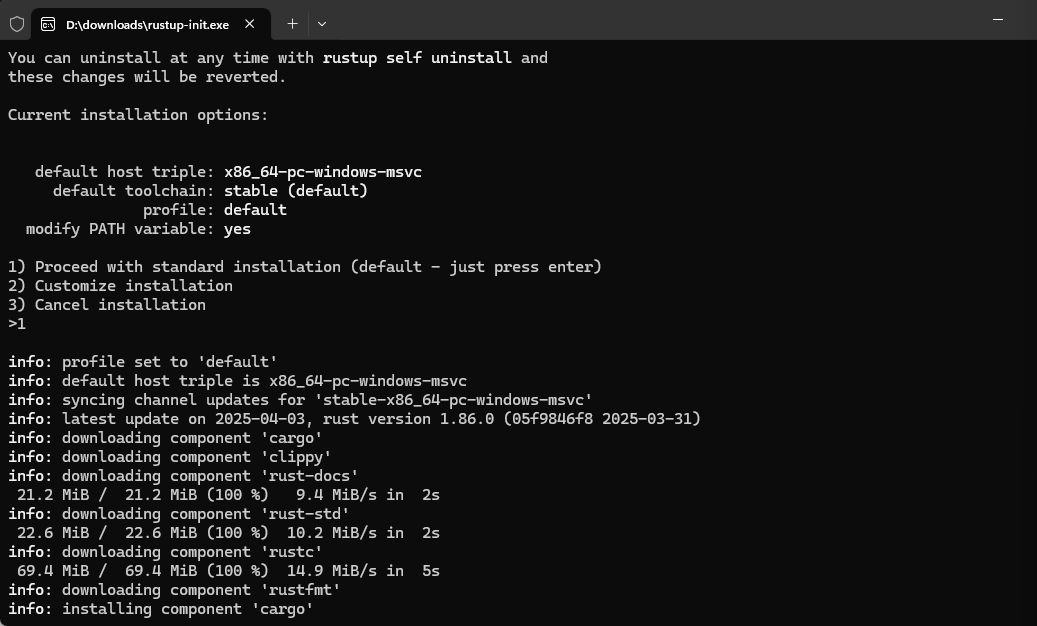 D:\downloads\rustup-init.exe
You can uninstall at any time with rustup self uninstall and
these changes will be reverted.
Current installation options:
default host triple: x86_64-pc-windows-msvc
default toolchain: stable (default)
profile: default
modify PATH variable: yes
1) Proceed with standard installation (default - just press enter)
2) Customize installation
3) Cancel installation
>1
info: profile set to 'default'
info: default host triple is x86_64-pc-windows-msvc
info: syncing channel updates for 'stable-x86_64-pc-windows-msvc'
info: latest update on 2025-04-03, rust version 1.86.0 (05f9846f8 2025-03-31)
info: downloading component 'cargo'
info: downloading component 'clippy'
info: downloading component 'rust-docs'
21.2 MiB / 21.2 MiB (100 %) 9.4 MiB/s in 2s
info: downloading component 'rust-std'
22.6 MiB / 22.6 MiB (100 %) 10.2 MiB/s in 2s
info: downloading component 'rustc'
69.4 MiB / 69.4 MiB (100 %) 14.9 MiB/s in 5s
info: downloading component 'rustfmt'
info: installing component 'cargo'